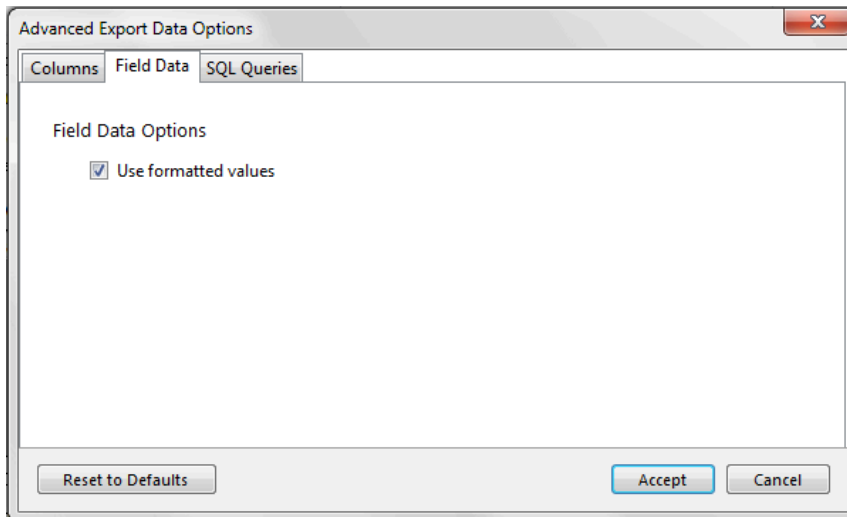 Advanced Export Data Options
Columns Field Data SQL Queries
Field Data Options
Use formatted values
Reset to Defaults Accept Cancel